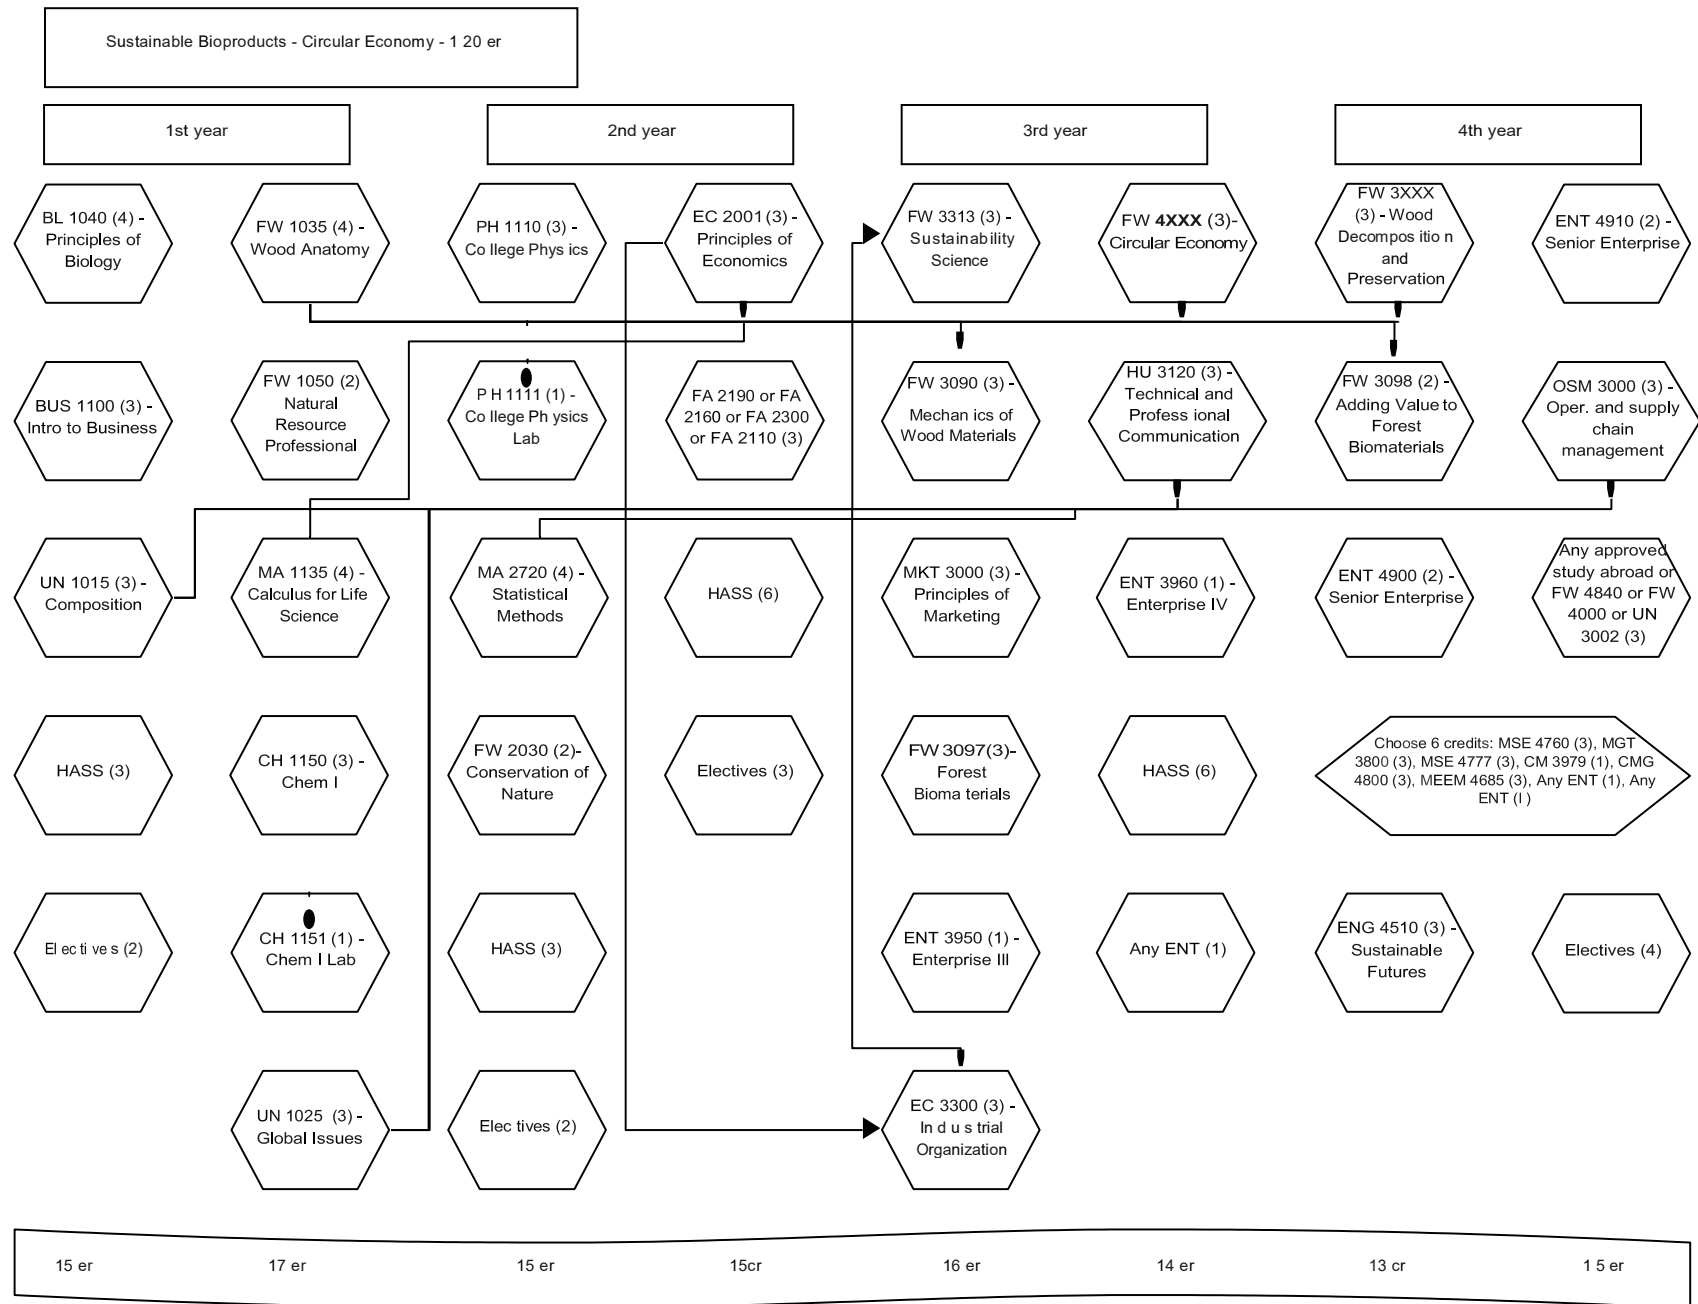 Sustainable Bioproducts - Circular Economy - 1 20 er
1st year
2nd year
3rd year
4th year
BL 1040 (4) -
Principles of
Biology
FW 1035 (4) -
Wood Anatomy
PH 1110 (3) -
Co llege Phys ics
EC 2001 (3) -
Principles of
Economics
FW 3313 (3) -
Sustainability
Science
FW 4XXX (3)-
Circular Economy
FW 3XXX
(3) - Wood
Decompos itio n
and
Preservation
ENT 4910 (2) -
Senior Enterprise
BUS 1100 (3) -
Intro to Business
FW 1050 (2)
Natural
Resource
Professional
P H 1111 (1) -
Co llege Ph ysics
Lab
FA 2190 or FA
2160 or FA 2300
or FA 2110 (3)
FW 3090 (3) -
Mechan ics of
Wood Materials
HU 3120 (3) -
Technical and
Profess ional
Communication
FW 3098 (2) -
Adding Value to
Forest
Biomaterials
OSM 3000 (3) -
Oper. and supply
chain
management
UN 1015 (3) -
Composition
MA 1135 (4) -
Calculus for Life
Science
MA 2720 (4) -
Statistical
Methods
HASS (6)
MKT 3000 (3) -
Principles of
Marketing
ENT 3960 (1) -
Enterprise IV
ENT 4900 (2) -
Senior Enterprise
Any approved
study abroad or
FW 4840 or FW
4000 or UN
3002 (3)
HASS (3)
CH 1150 (3) -
Chem I
FW 2030 (2)-
Conservation of
Nature
Electives (3)
FW 3097(3)-
Forest
Bioma terials
HASS (6)
Choose 6 credits: MSE 4760 (3), MGT
3800 (3), MSE 4777 (3), CM 3979 (1), CMG
4800 (3), MEEM 4685 (3), Any ENT (1), Any
ENT (I )
El ec ti ve s (2)
CH 1151 (1) -
Chem I Lab
HASS (3)
ENT 3950 (1) -
Enterprise III
Any ENT (1)
ENG 4510 (3) -
Sustainable
Futures
Electives (4)
UN 1025 (3) -
Global Issues
Elec tives (2)
EC 3300 (3) -
In d u s trial
Organization
15 er
17 er
15 er
15cr
16 er
14 er
13 cr
1 5 er